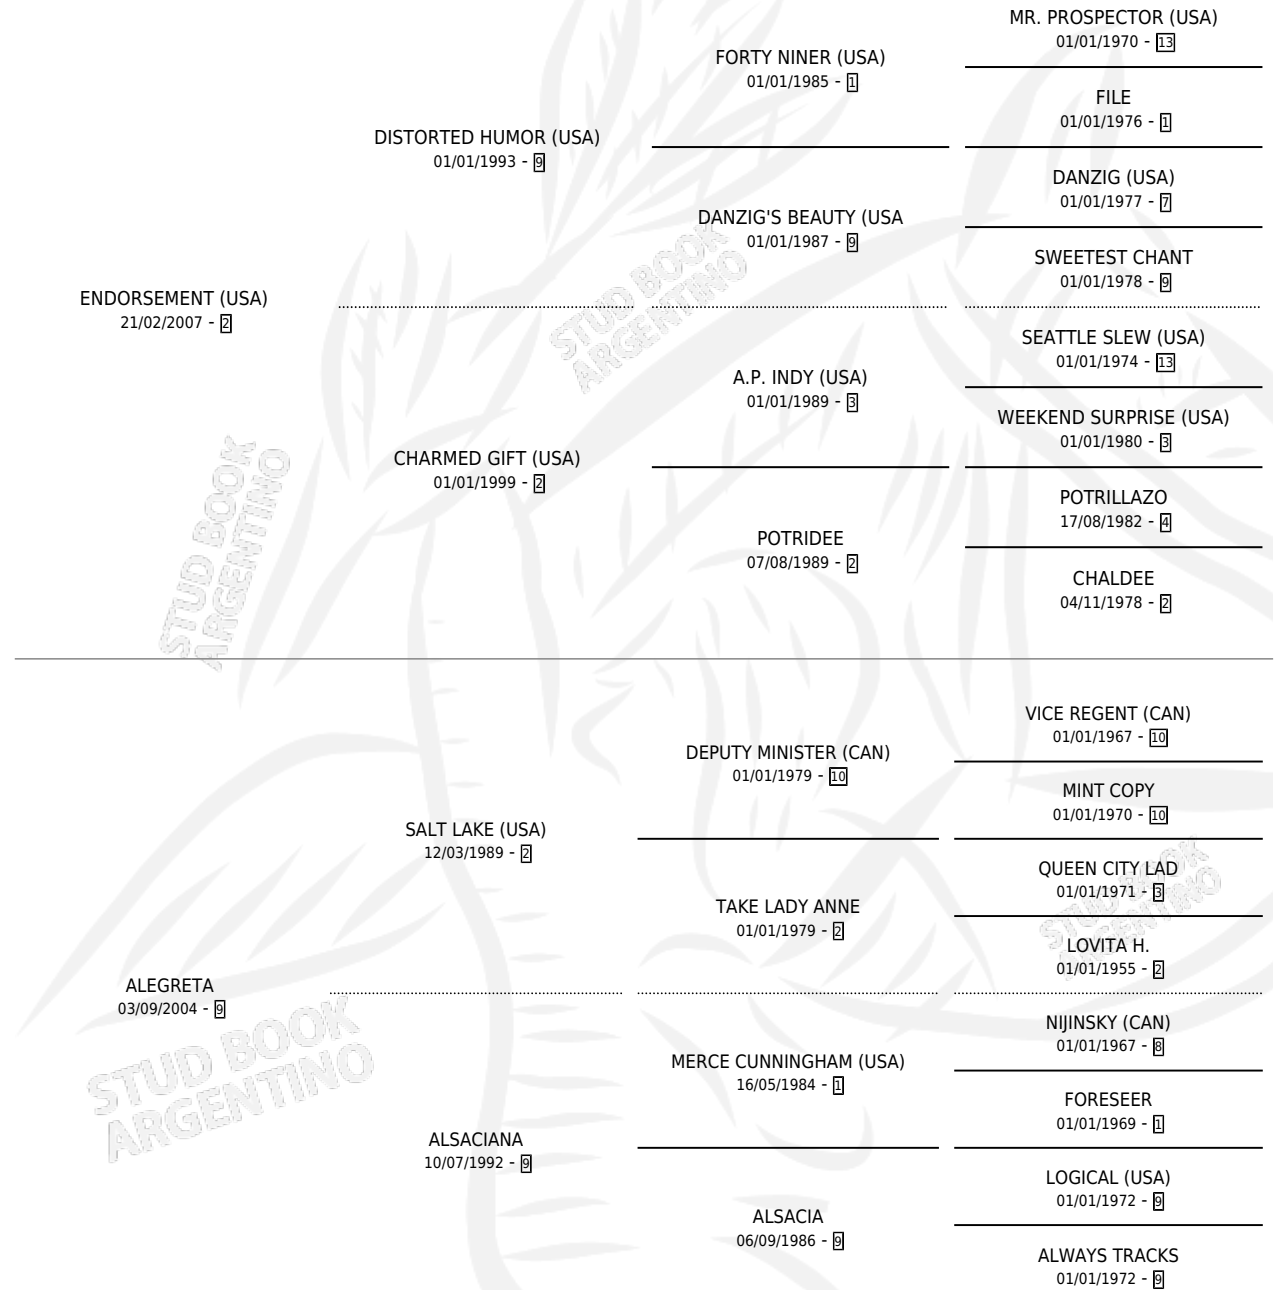 MR. PROSPECTOR (USA)
01/01/1970 - 13
FORTY NINER (USA)
01/01/1985 - 1
FILE
01/01/1976 - 1
DISTORTED HUMOR (USA)
01/01/1993 - 9
DANZIG (USA)
01/01/1977 - 7
DANZIG'S BEAUTY (USA
01/01/1987 - 9
SWEETEST CHANT
01/01/1978 - 9
ENDORSEMENT (USA)
21/02/2007 - 2
SEATTLE SLEW (USA)
01/01/1974 - 13
A.P. INDY (USA)
01/01/1989 - 3
WEEKEND SURPRISE (USA)
01/01/1980 - 3
CHARMED GIFT (USA)
01/01/1999 - 2
POTRILLAZO
17/08/1982 - 4
POTRIDEE
07/08/1989 - 2
CHALDEE
04/11/1978 - 2
VICE REGENT (CAN)
01/01/1967 - 10
DEPUTY MINISTER (CAN)
01/01/1979 - 10
MINT COPY
01/01/1970 - 10
SALT LAKE (USA)
12/03/1989 - 2
QUEEN CITY LAD
01/01/1971 - 3
TAKE LADY ANNE
01/01/1979 - 2
LOVITA H.
01/01/1955 - 2
ALEGRETA
03/09/2004 - 9
NIJINSKY (CAN)
01/01/1967 - 8
MERCE CUNNINGHAM (USA)
16/05/1984 - 1
FORESEER
01/01/1969 - 1
ALSACIANA
10/07/1992 - 9
LOGICAL (USA)
01/01/1972 - 9
ALSACIA
06/09/1986 - 9
ALWAYS TRACKS
01/01/1972 - 9
STUD BOOK
ARGENTINO
STUD BOOK
ARGENTINO
STUD BOOK
ARGENTINO
STUD BOOK
ARGENTINO